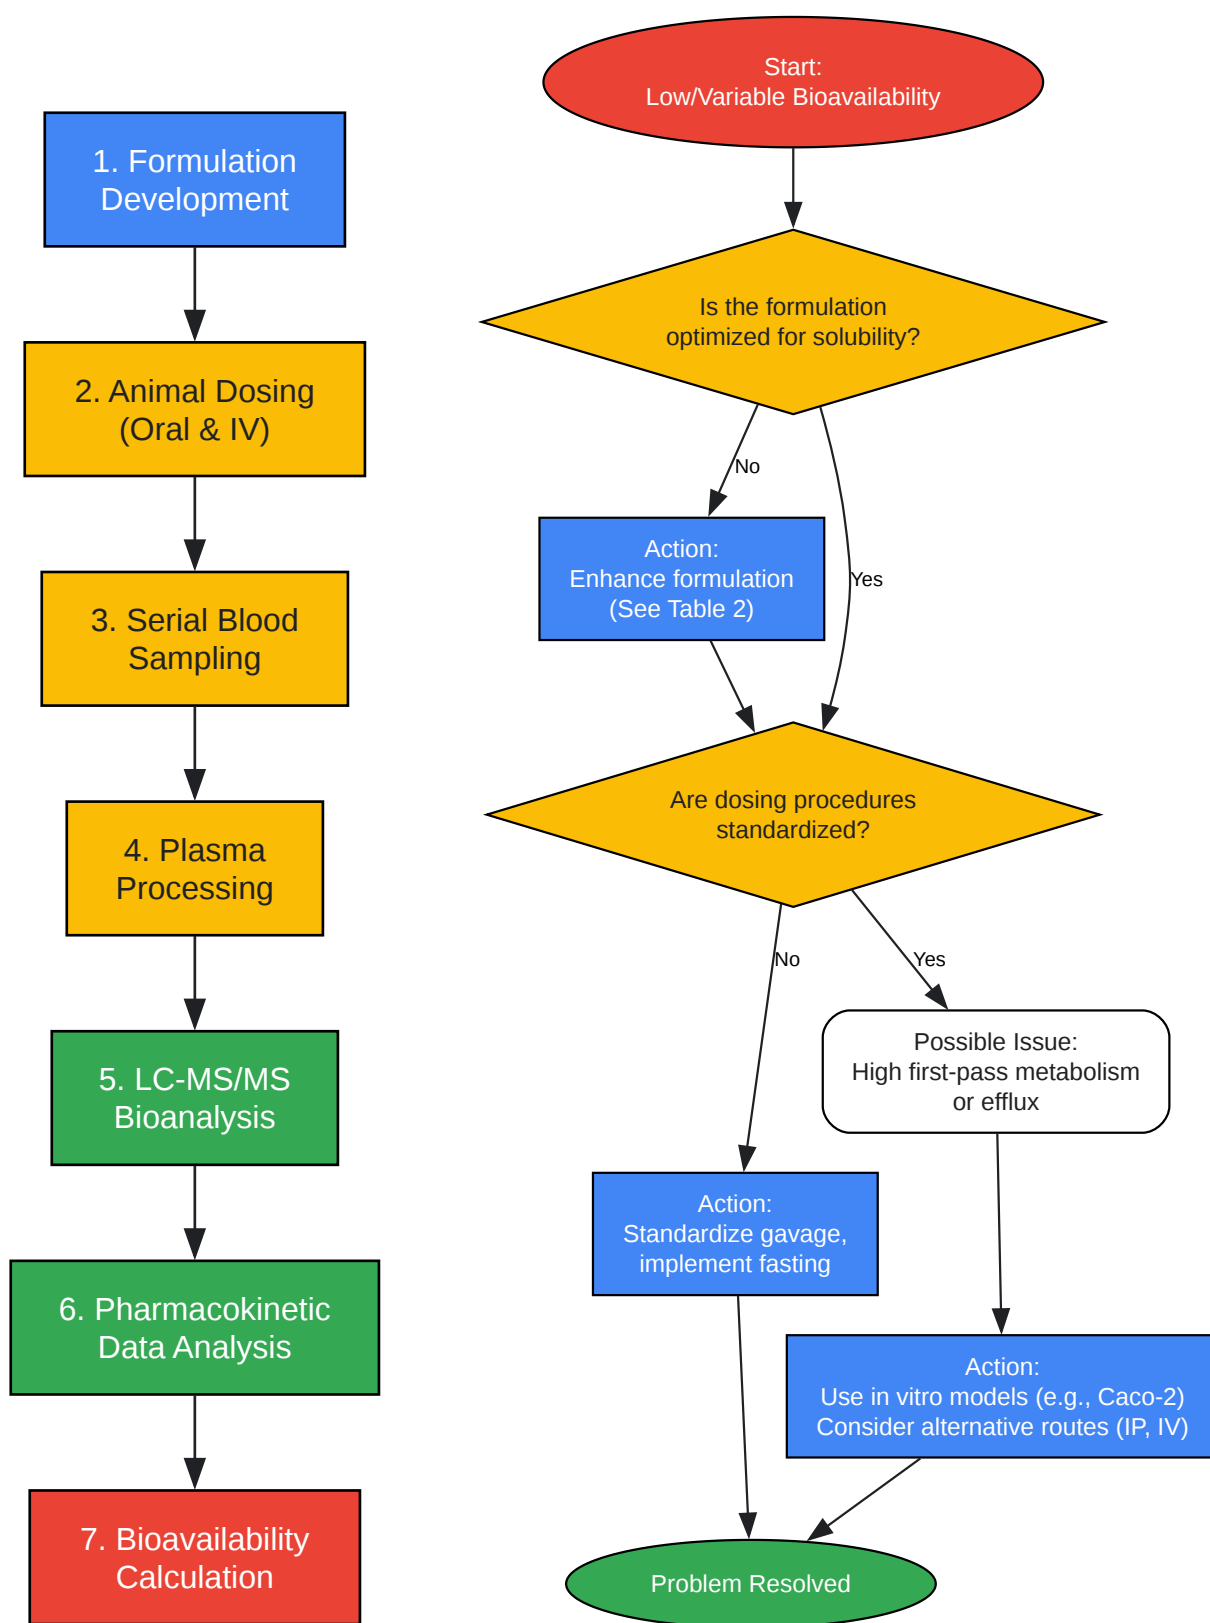 1. Formulation
Development
2. Animal Dosing
(Oral & IV)
3. Serial Blood
Sampling
4. Plasma
Processing
5. LC-MS/MS
Bioanalysis
6. Pharmacokinetic
Data Analysis
7. Bioavailability
Calculation
Start:
Low/Variable Bioavailability
Is the formulation
optimized for solubility?
No
Yes
Action:
Enhance formulation
(See Table 2)
Are dosing procedures
standardized?
No
Yes
Possible Issue:
High first-pass metabolism
or efflux
Action:
Standardize gavage,
implement fasting
Action:
Use in vitro models (e.g., Caco-2)
Consider alternative routes (IP, IV)
Problem Resolved